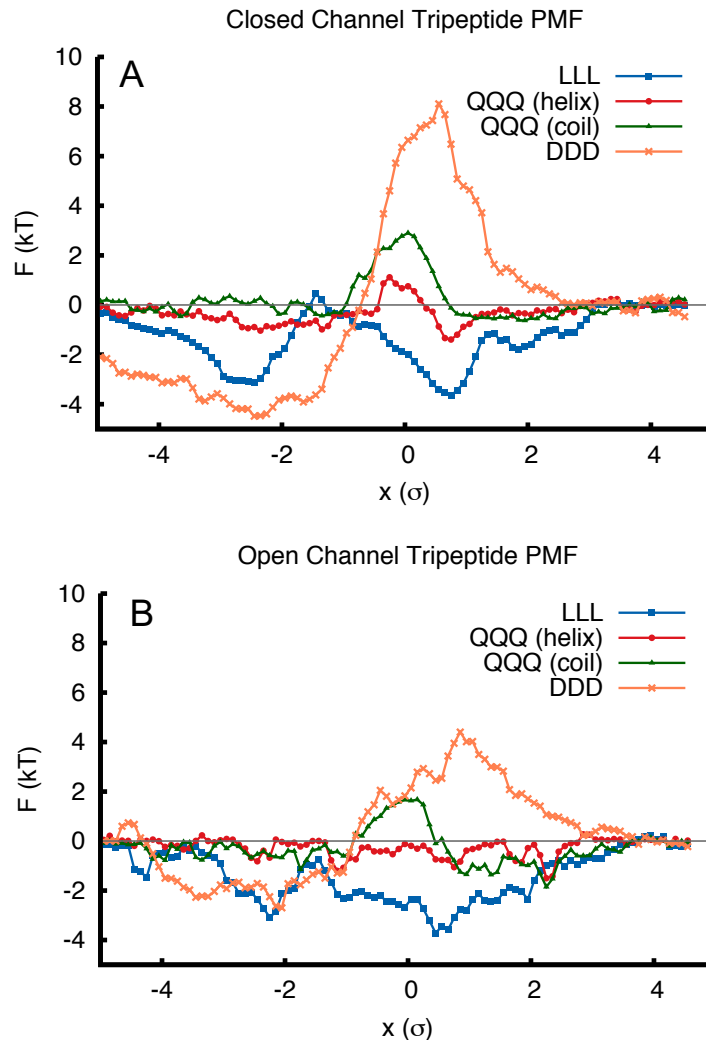 Closed Channel Tripeptide PMF
A
LLL
QQQ (helix)
QQQ (coil)
DDD
10
8
6
4
2
0
-2
-4
F (kT)
-4 -2 0 2 4
x (σ)
Open Channel Tripeptide PMF
B
LLL
QQQ (helix)
QQQ (coil)
DDD
10
8
6
4
2
0
-2
-4
F (kT)
-4 -2 0 2 4
x (σ)